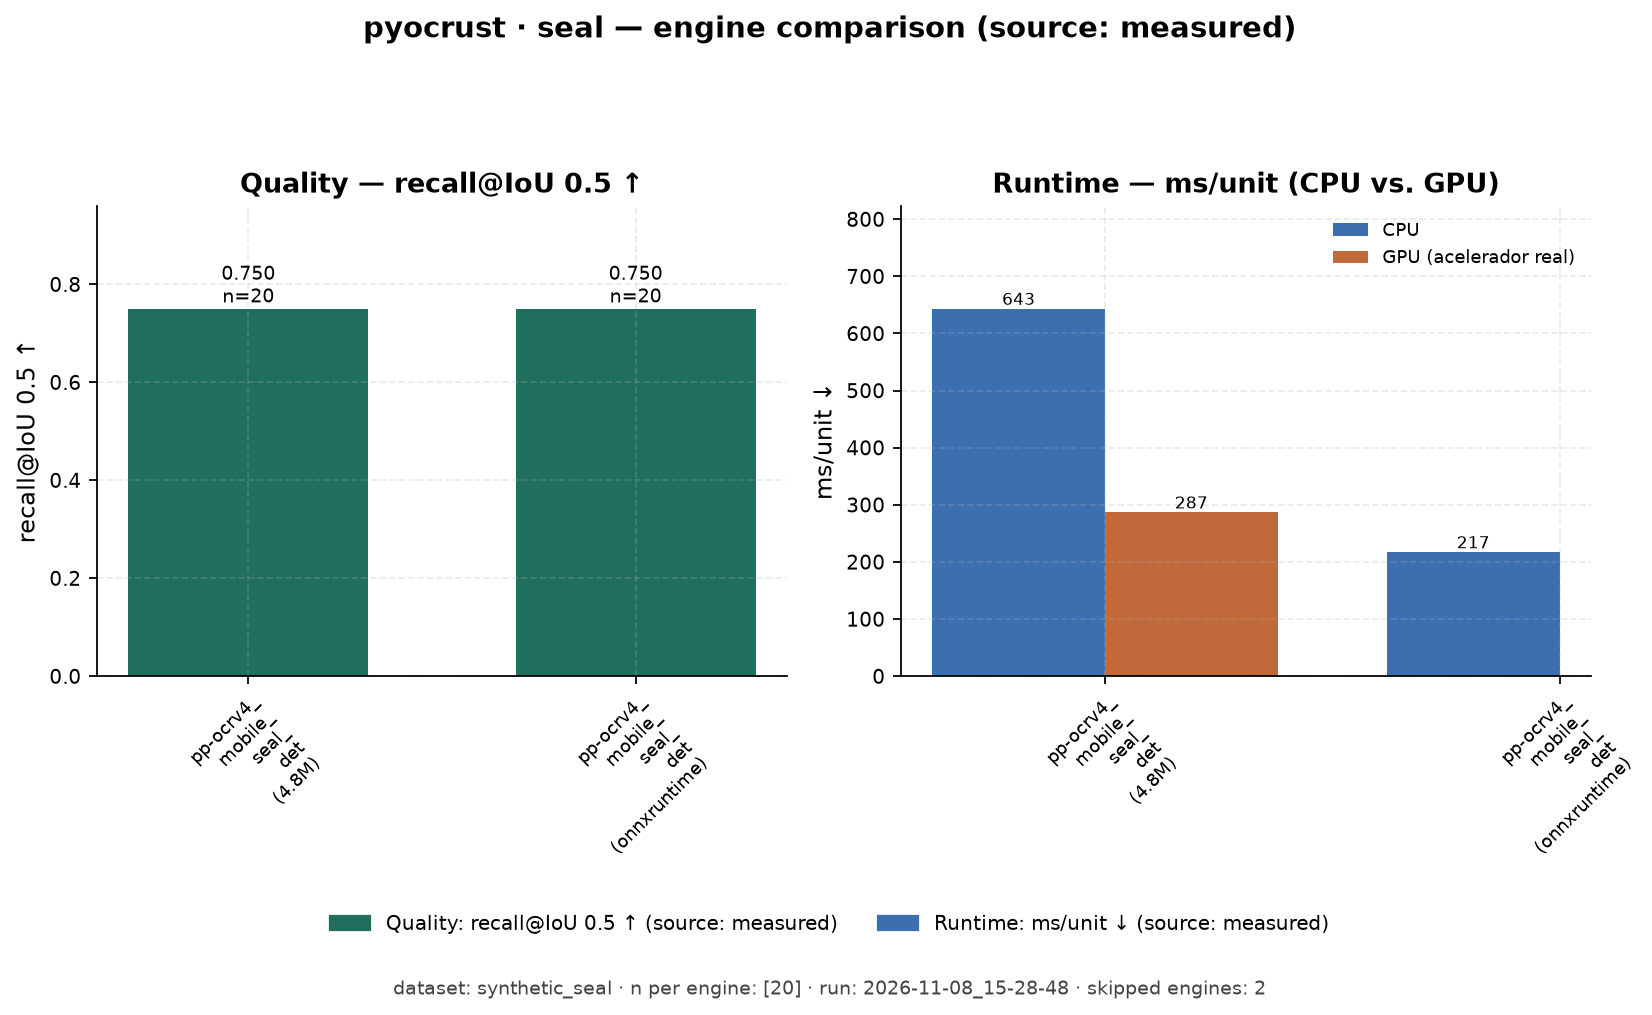 pyocrust · seal — engine comparison (source: measured)
Quality — recall@IoU 0.5 ↑
recall@IoU 0.5 ↑
0.8
0.6
0.4
0.2
0.0
0.750
n=20
0.750
n=20
pp-ocrv4_
mobile_
seal_
det
(4.8M)
pp-ocrv4_
mobile_
seal_
det
(onnxruntime)
Runtime — ms/unit (CPU vs. GPU)
ms/unit ↓
800
700
600
500
400
300
200
100
0
CPU
GPU (acelerador real)
643
287
217
pp-ocrv4_
mobile_
seal_
det
(4.8M)
pp-ocrv4_
mobile_
seal_
det
(onnxruntime)
Quality: recall@IoU 0.5 ↑ (source: measured)
Runtime: ms/unit ↓ (source: measured)
dataset: synthetic_seal · n per engine: [20] · run: 2026-11-08_15-28-48 · skipped engines: 2